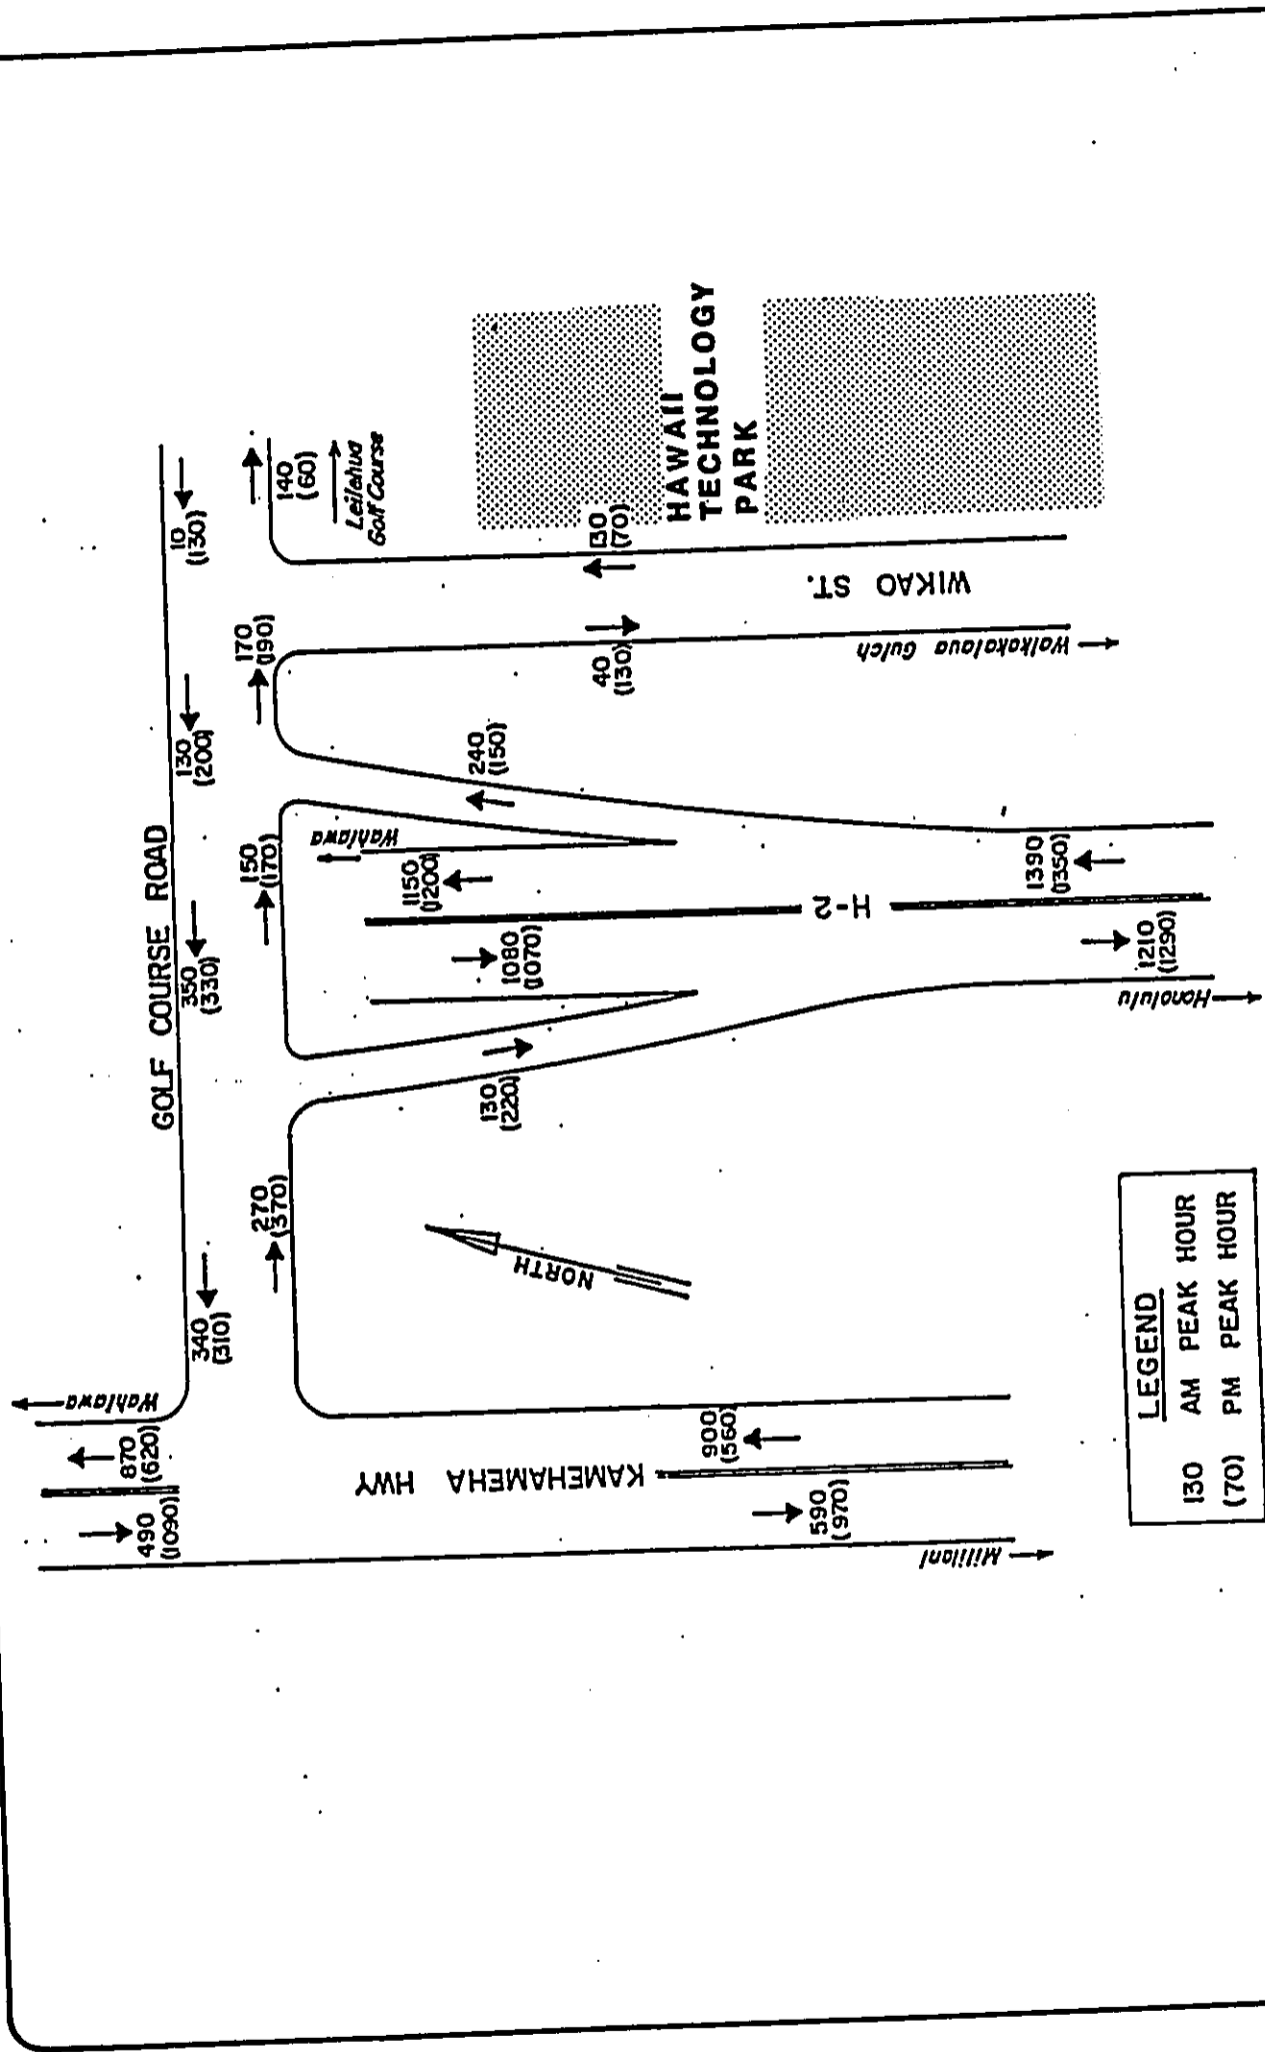 GOLF COURSE ROAD
10
(130)
140
(60)
Leilehua
Golf Course
170
(190)
130
(200)
150
(170)
350
(330)
270
(370)
340
(310)
Wahiawa
870
(620)
490
(1090)
KAMEHAMEHA HWY
900
(560)
590
(970)
Mililani
NORTH
130
(220)
Wahiawa
1150
(1200)
1080
(1070)
H-2
240
(150)
1390
(1350)
1210
(1290)
Honolulu
40
(130)
130
(70)
WIKAO ST.
Waikakalaua Gulch
HAWAII
TECHNOLOGY
PARK
LEGEND
130 AM PEAK HOUR
(70) PM PEAK HOUR